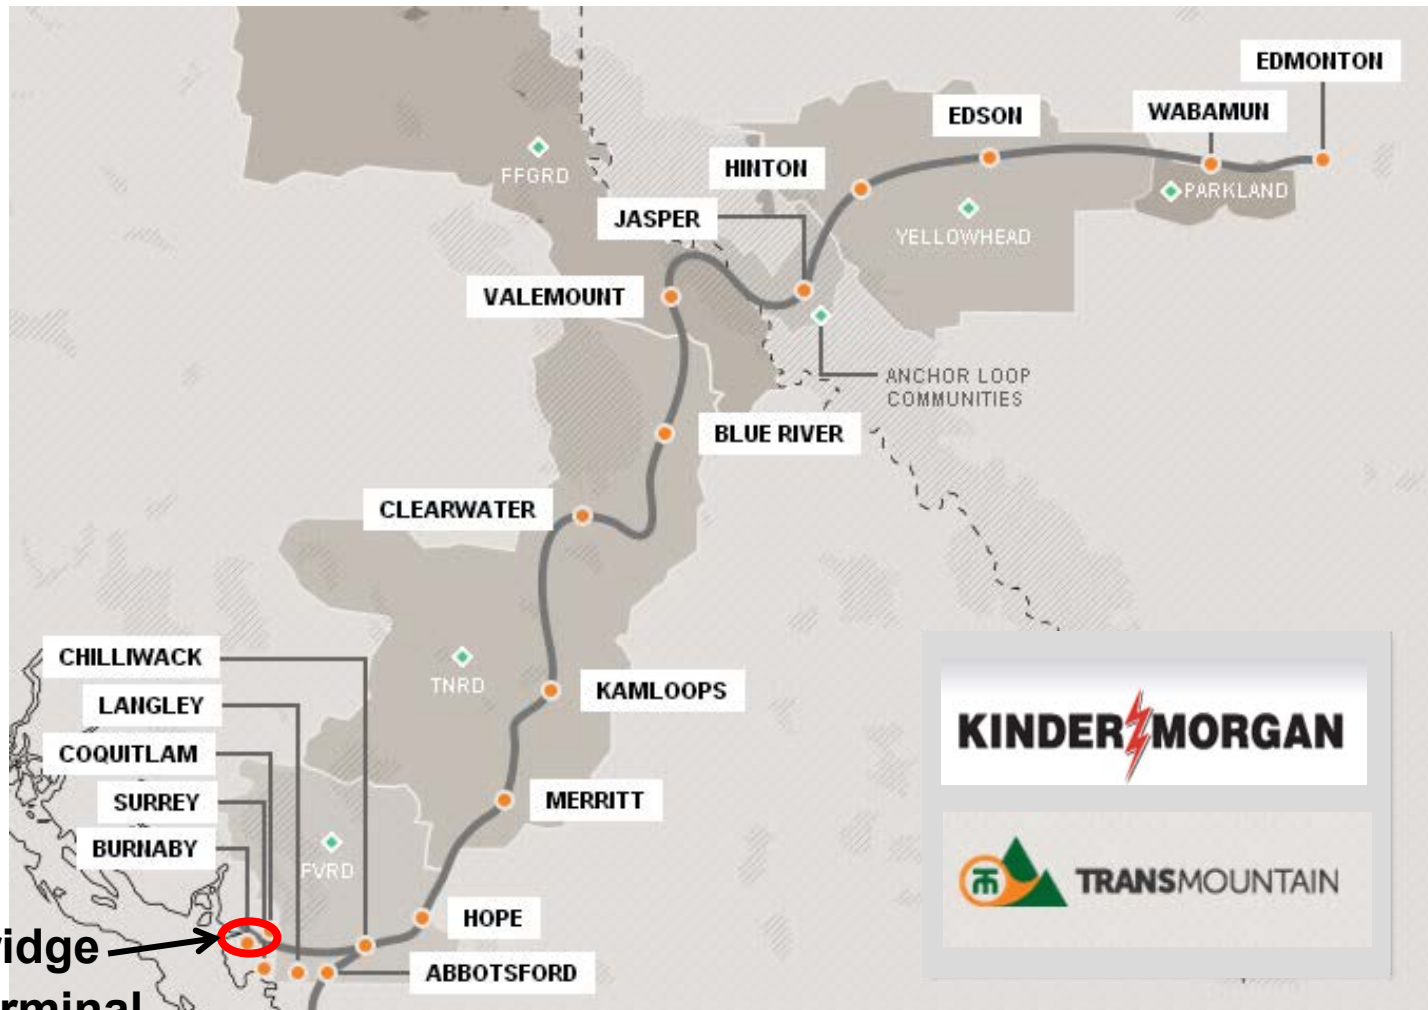 EDMONTON
WABAMUN
EDSON
HINTON
FFGRD
PARKLAND
JASPER
YELLOWHEAD
VALEMOUNT
ANCHOR LOOP
COMMUNITIES
BLUE RIVER
CLEARWATER
CHILLIWACK
TNRD
KAMLOOPS
LANGLEY
KINDER MORGAN
COQUITLAM
SURREY
MERRITT
BURNABY
FVRD
TRANSMOUNTAIN
HOPE
ABBOTSFORD